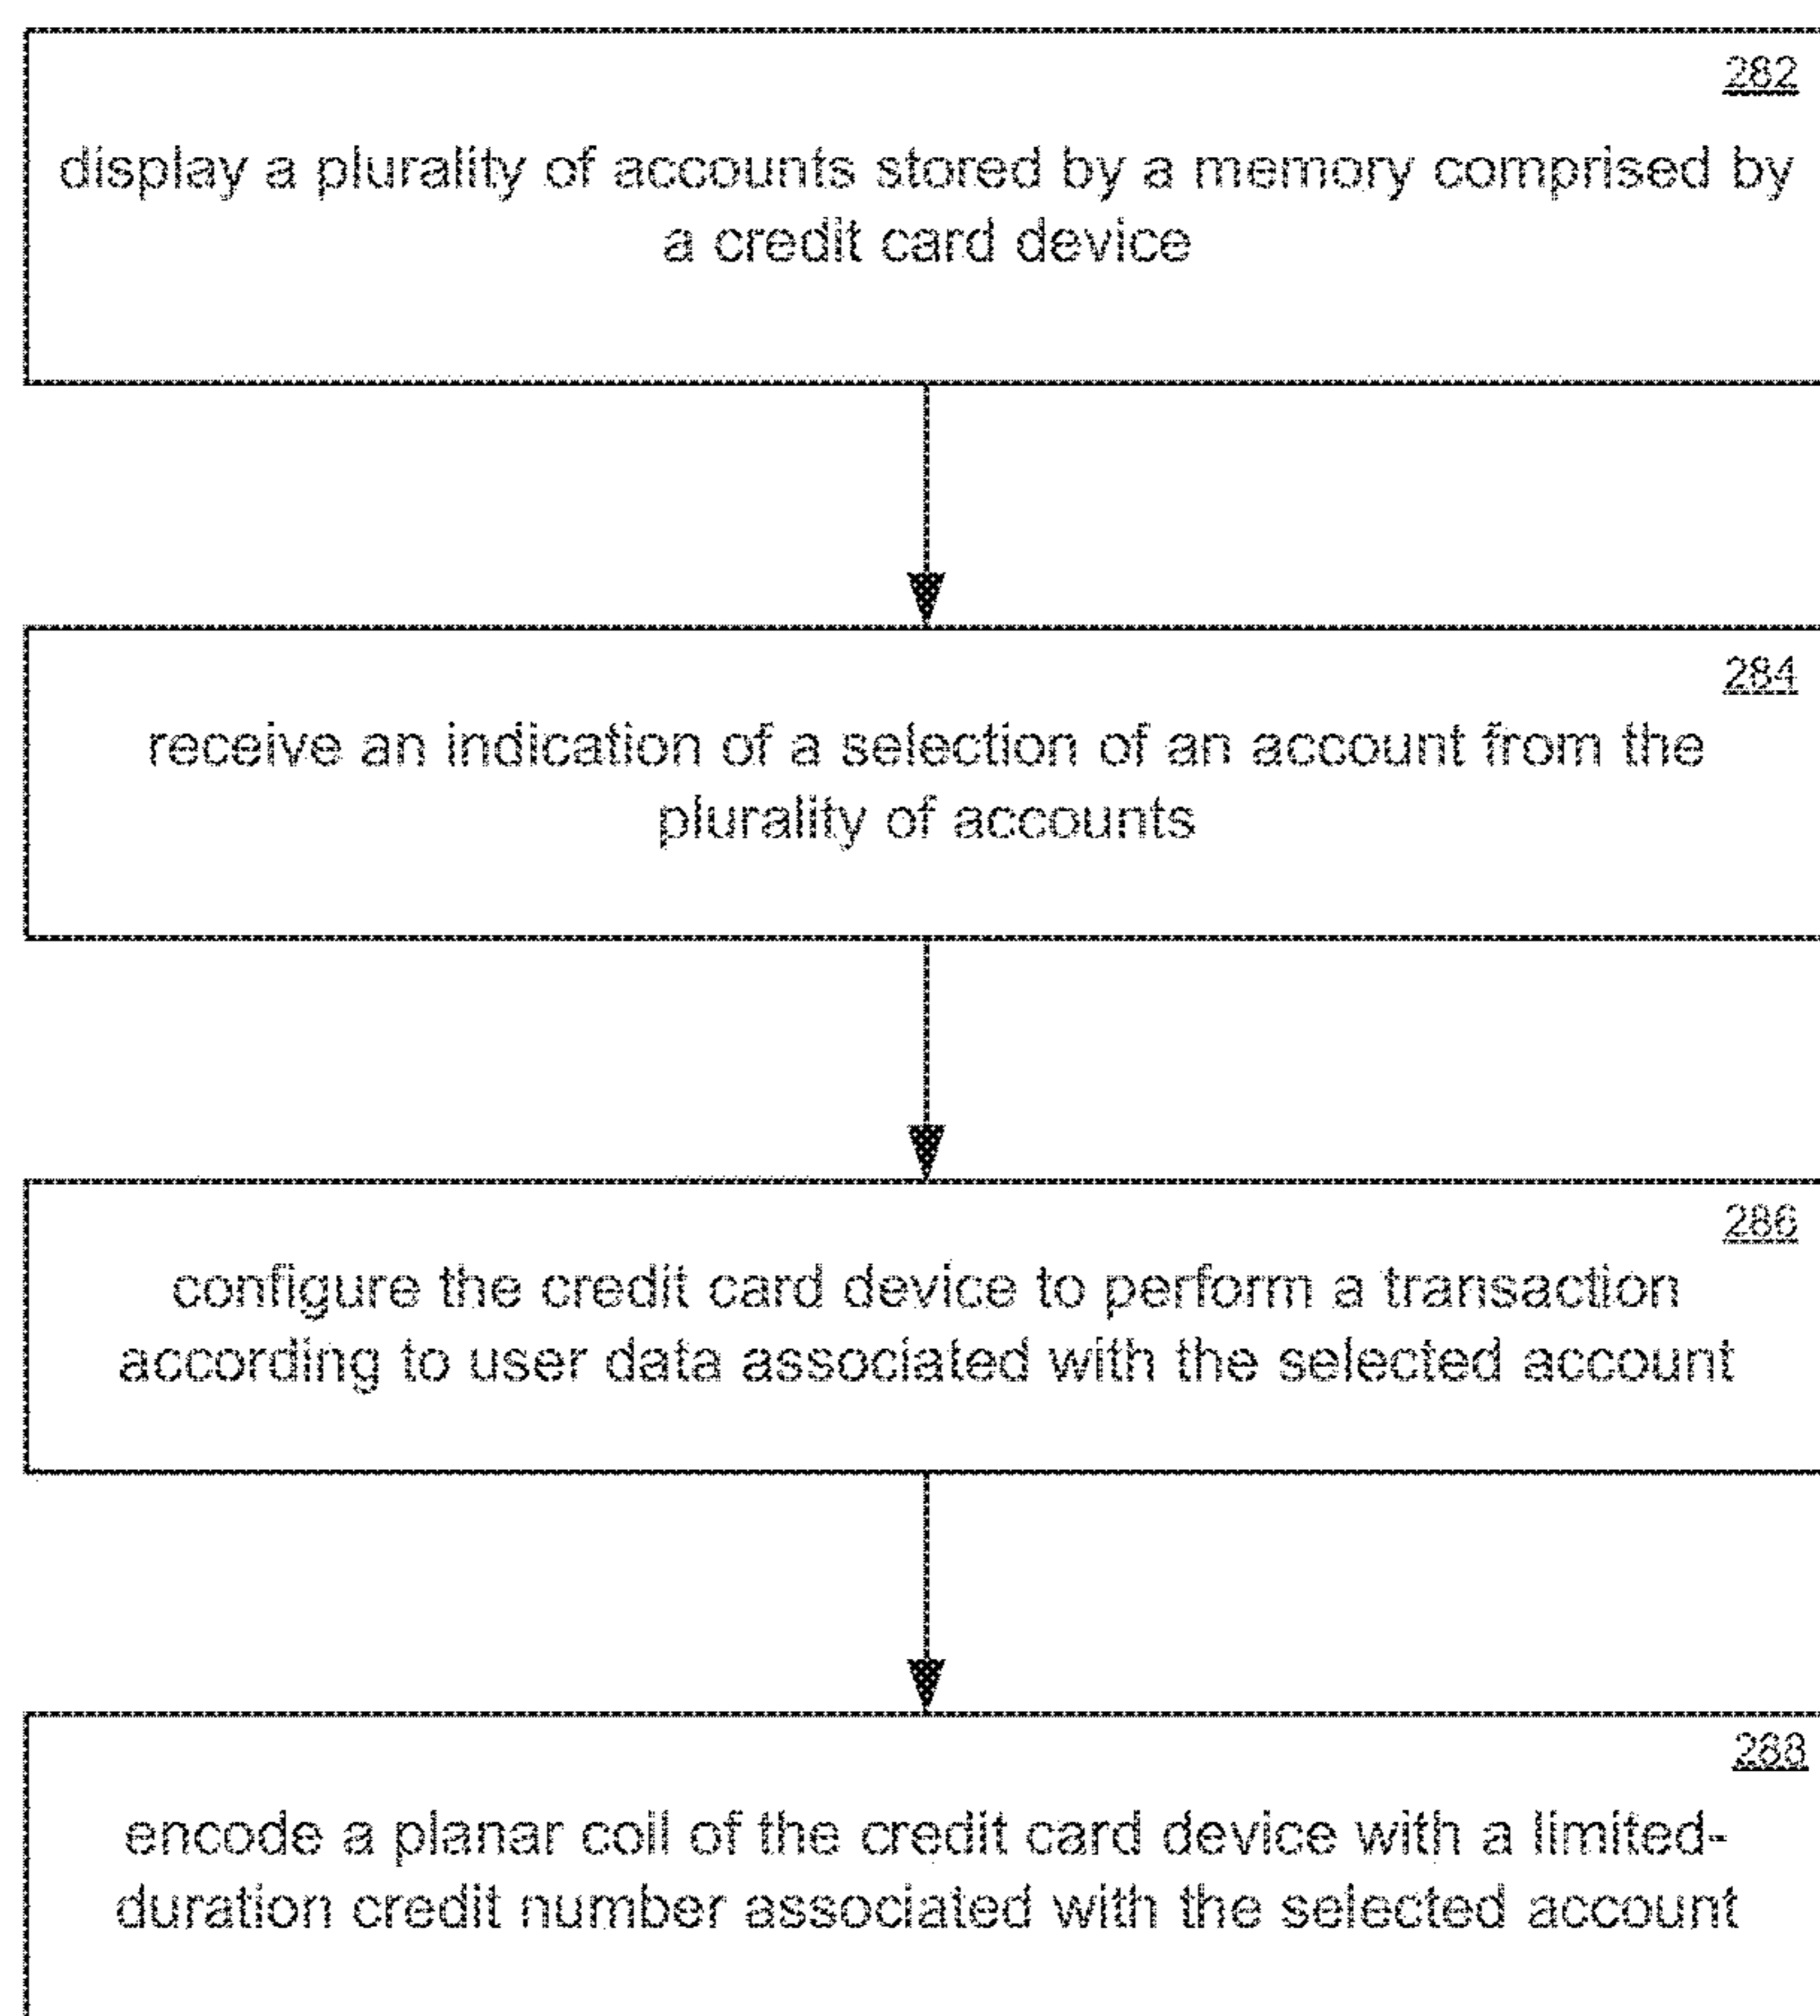 282
display a plurality of accounts stored by a memory comprised by
a credit card device
284
receive an indication of a selection of an account from the
plurality of accounts
286
configure the credit card device to perform a transaction
according to user data associated with the selected account
288
encode a planar coil of the credit card device with a limited-
duration credit number associated with the selected account